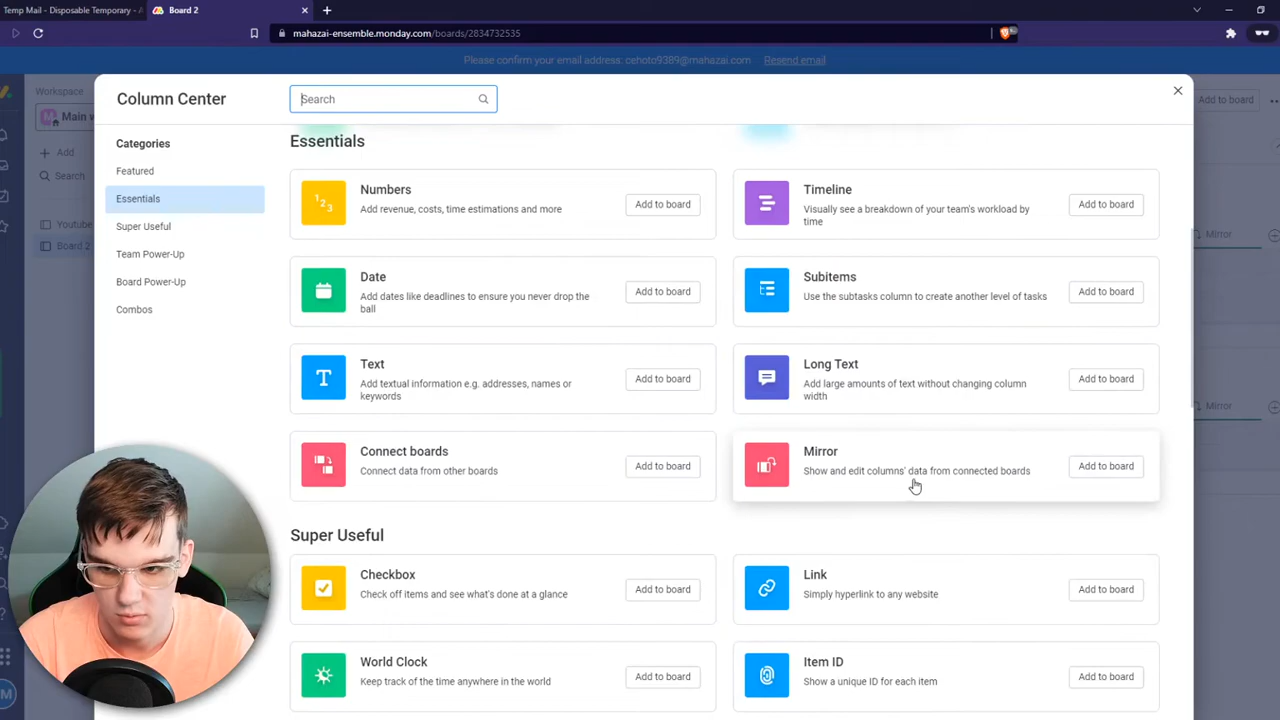 Temp Mail - Disposable Temporary
Board 2
mahazai-ensemble.monday.com/boards/2834732535
Please confirm your email address: cehoto9389@mahazai.com Resend email
Workspace
M Main
Add
Search
Youtube
Board 2
Add to board
Mirror
Mirror
M
Column Center
Search
Categories
Featured
Essentials
Super Useful
Team Power-Up
Board Power-Up
Combos
Essentials
Numbers
Add revenue, costs, time estimations and more
Add to board
Timeline
Visually see a breakdown of your team's workload by
time
Add to board
Date
Add dates like deadlines to ensure you never drop the
ball
Add to board
Subitems
Use the subtasks column to create another level of tasks
Add to board
Text
Add textual information e.g. addresses, names or
keywords
Add to board
Long Text
Add large amounts of text without changing column
width
Add to board
Connect boards
Connect data from other boards
Add to board
Mirror
Show and edit columns' data from connected boards
Add to board
Super Useful
Checkbox
Check off items and see what's done at a glance
Add to board
Link
Simply hyperlink to any website
Add to board
World Clock
Keep track of the time anywhere in the world
Add to board
Item ID
Show a unique ID for each item
Add to board